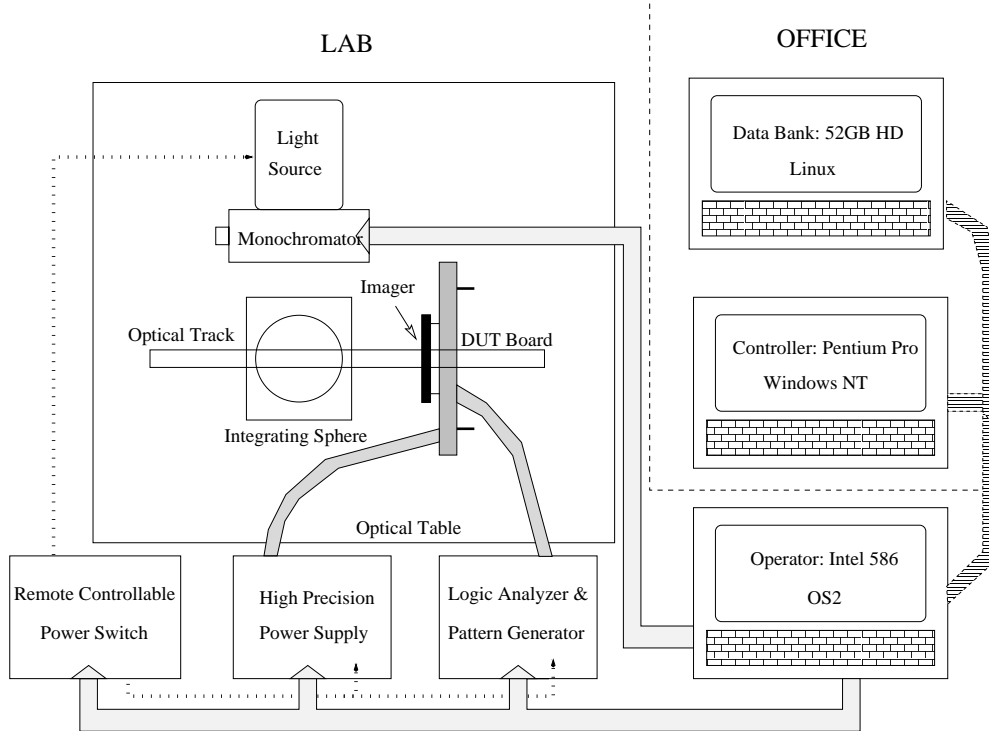 LAB
OFFICE
Light
Source
Monochromator
Imager
Optical Track
DUT Board
Integrating Sphere
Optical Table
Remote Controllable
Power Switch
High Precision
Power Supply
Logic Analyzer &
Pattern Generator
Data Bank: 52GB HD
Linux
Controller: Pentium Pro
Windows NT
Operator: Intel 586
OS2